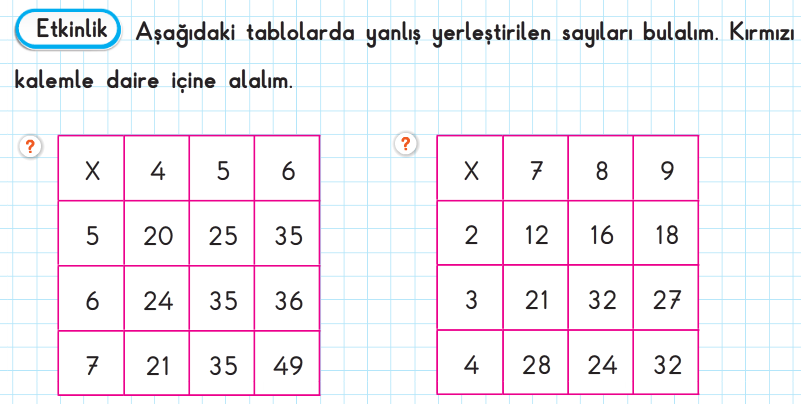 Etkinlik Aşağıdaki tablolarda yanlış yerleştirilen sayıları bulalım. Kırmızı
kalemle daire içine alalım.
?
X 4 5 6
5 20 25 35
6 24 35 36
7 21 35 49
?
X 7 8 9
2 12 16 18
3 21 32 27
4 28 24 32